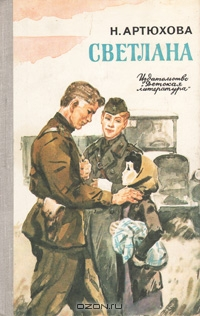 Н. АРТЮХОВА
СВЕТЛАНА
Издательство
"Детская
литература"
ozon.ru